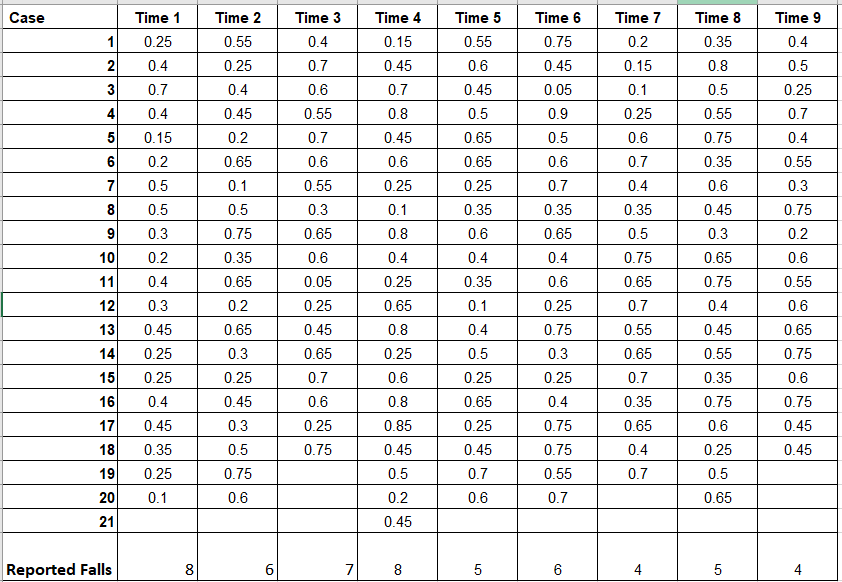 Case Time 1 Time 2 Time 3 Time 4 Time 5 Time 6 Time 7 Time 8 Time 9
1 0.25 0.55 0.4 0.15 0.55 0.75 0.2 0.35 0.4
2 0.4 0.25 0.7 0.45 0.6 0.45 0.15 0.8 0.5
3 0.7 0.4 0.6 0.7 0.45 0.05 0.1 0.5 0.25
4 0.4 0.45 0.55 0.8 0.5 0.9 0.25 0.55 0.7
5 0.15 0.2 0.7 0.45 0.65 0.5 0.6 0.75 0.4
6 0.2 0.65 0.6 0.6 0.65 0.6 0.7 0.35 0.55
7 0.5 0.1 0.55 0.25 0.25 0.7 0.4 0.6 0.3
8 0.5 0.5 0.3 0.1 0.35 0.35 0.35 0.45 0.75
9 0.3 0.75 0.65 0.8 0.6 0.65 0.5 0.3 0.2
10 0.2 0.35 0.6 0.4 0.4 0.4 0.75 0.65 0.6
11 0.4 0.65 0.05 0.25 0.35 0.6 0.65 0.75 0.55
12 0.3 0.2 0.25 0.65 0.1 0.25 0.7 0.4 0.6
13 0.45 0.65 0.45 0.8 0.4 0.75 0.55 0.45 0.65
14 0.25 0.3 0.65 0.25 0.5 0.3 0.65 0.55 0.75
15 0.25 0.25 0.7 0.6 0.25 0.25 0.7 0.35 0.6
16 0.4 0.45 0.6 0.8 0.65 0.4 0.35 0.75 0.75
17 0.45 0.3 0.25 0.85 0.25 0.75 0.65 0.6 0.45
18 0.35 0.5 0.75 0.45 0.45 0.75 0.4 0.25 0.45
19 0.25 0.75 0.5 0.7 0.55 0.7 0.5
20 0.1 0.6 0.2 0.6 0.7 0.65
21 0.45
Reported Falls 8 6 7 8 5 6 4 5 4